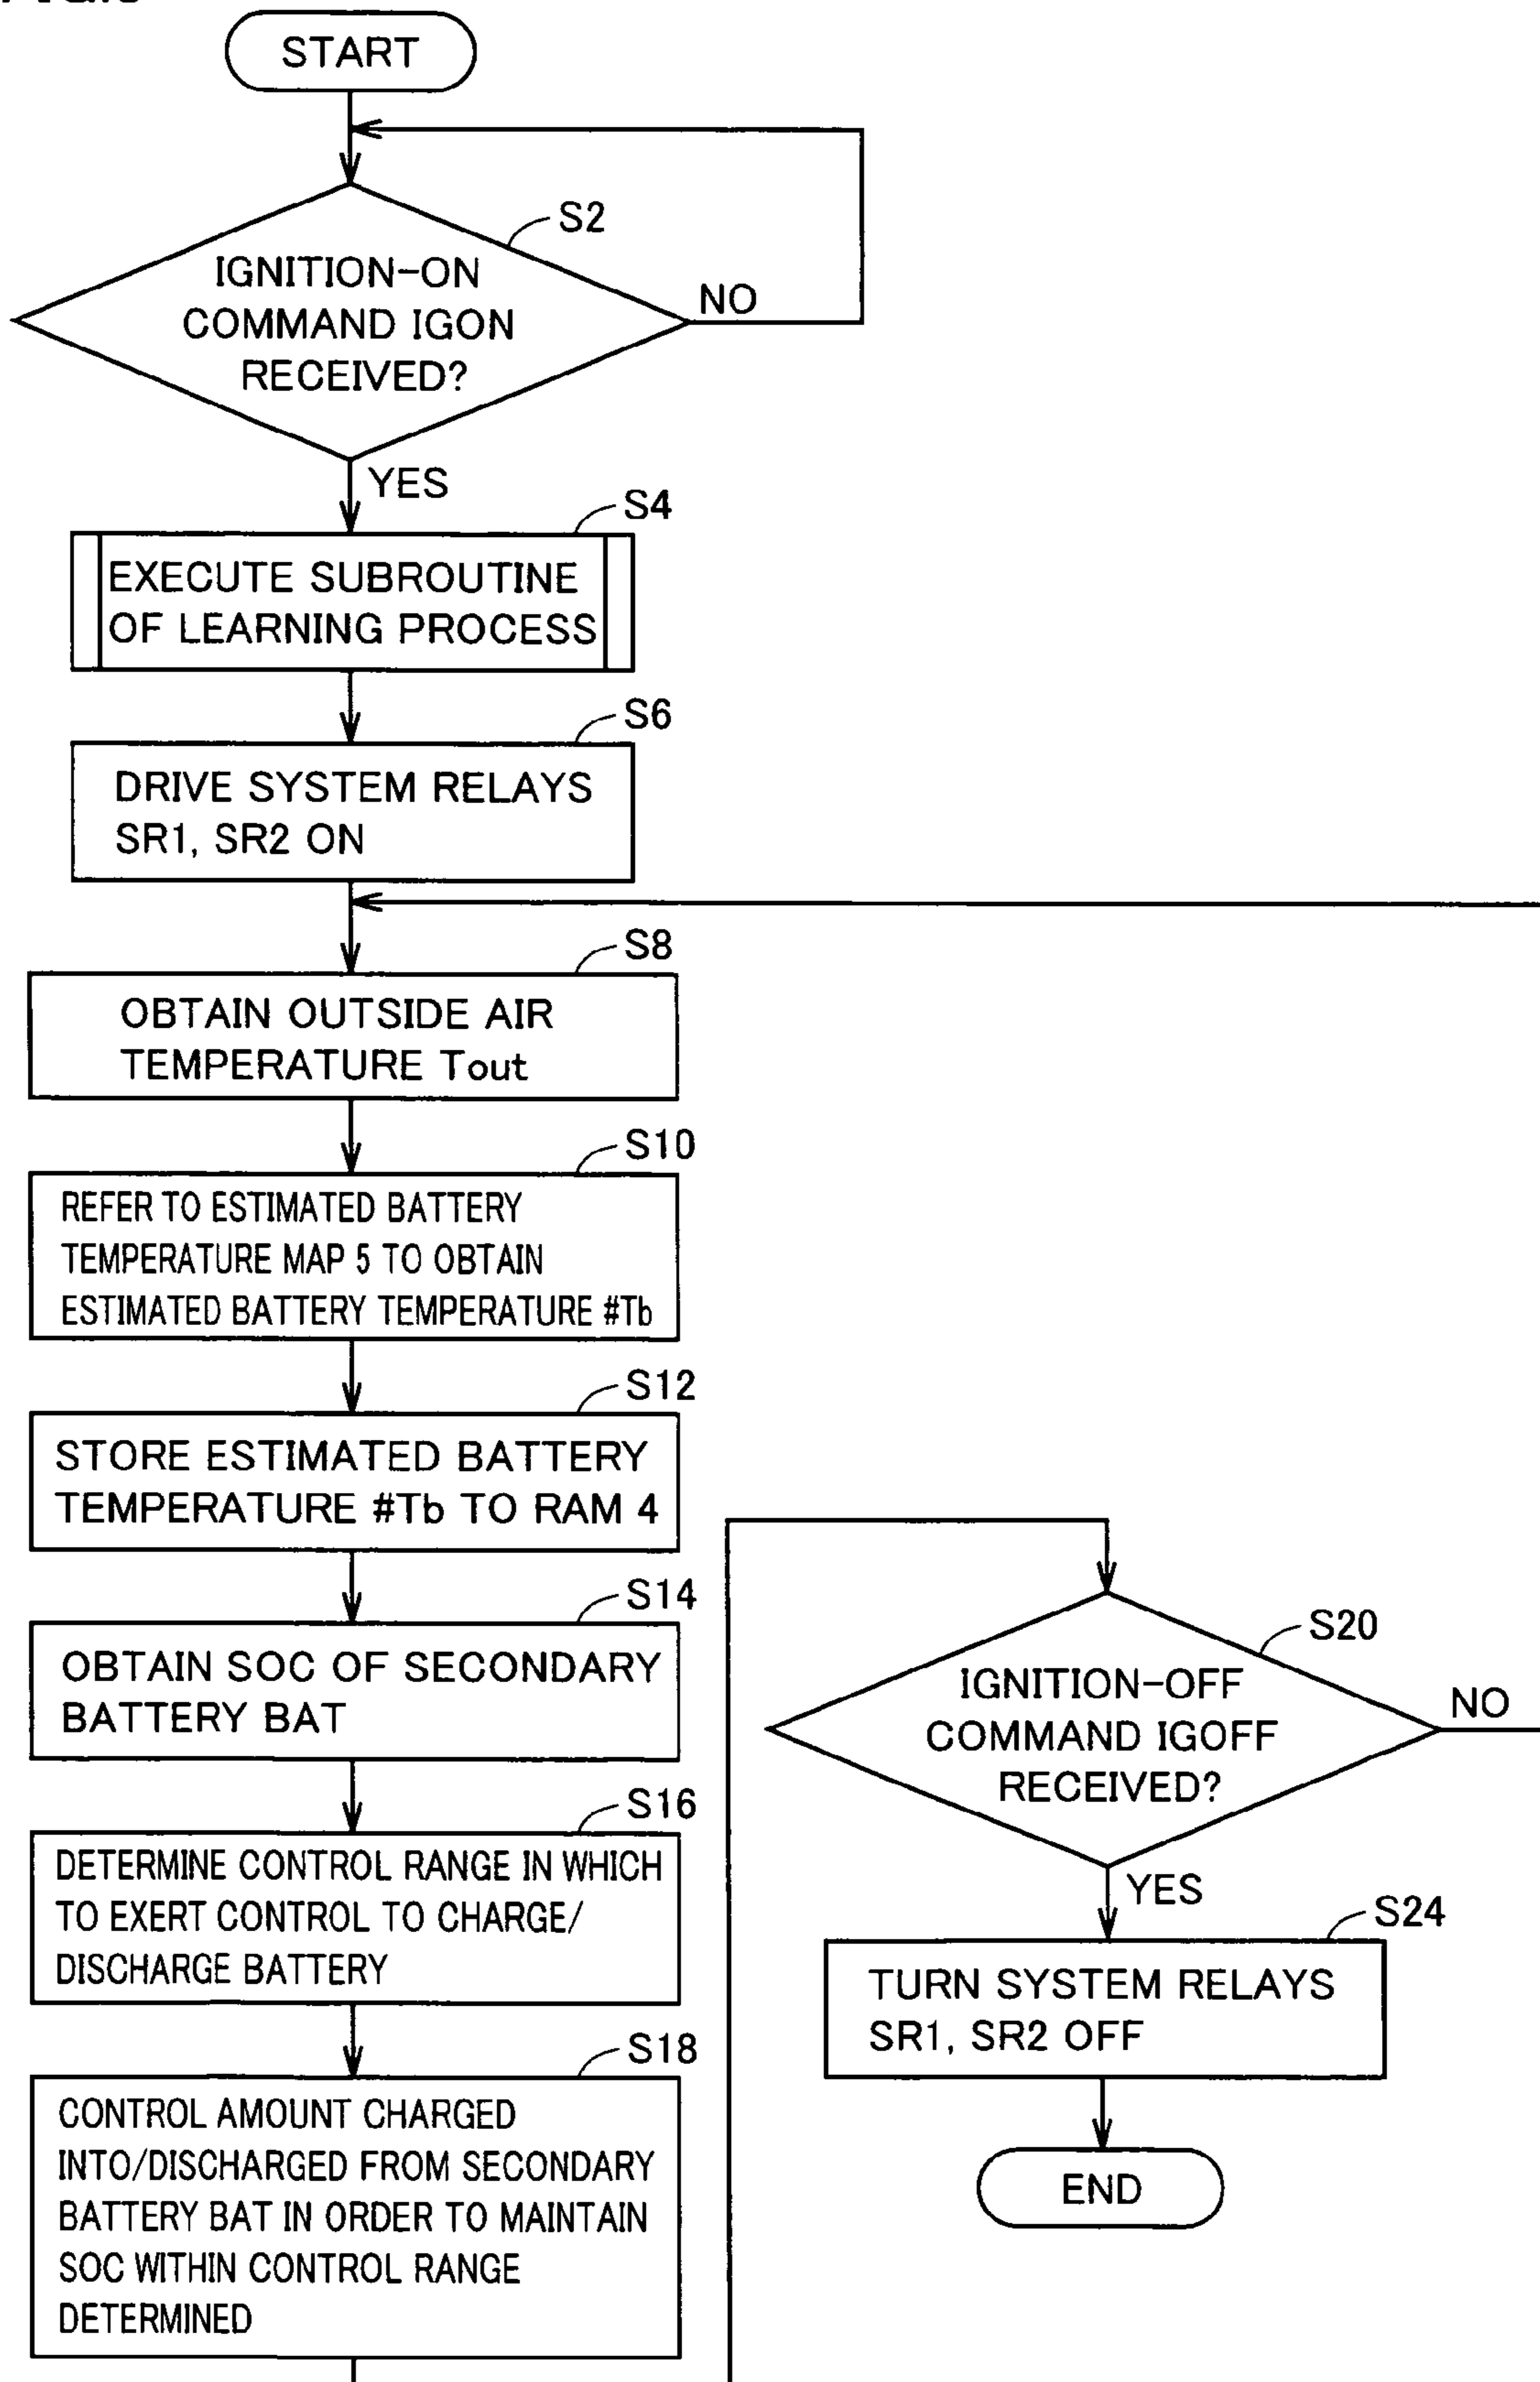 START
S2
IGNITION-ON
COMMAND IGON
RECEIVED?
NO
YES
S4
EXECUTE SUBROUTINE
OF LEARNING PROCESS
S6
DRIVE SYSTEM RELAYS
SR1, SR2 ON
S8
OBTAIN OUTSIDE AIR
TEMPERATURE Tout
S10
REFER TO ESTIMATED BATTERY
TEMPERATURE MAP 5 TO OBTAIN
ESTIMATED BATTERY TEMPERATURE #Tb
S12
STORE ESTIMATED BATTERY
TEMPERATURE #Tb TO RAM 4
S14
OBTAIN SOC OF SECONDARY
BATTERY BAT
S16
DETERMINE CONTROL RANGE IN WHICH
TO EXERT CONTROL TO CHARGE/
DISCHARGE BATTERY
S18
CONTROL AMOUNT CHARGED
INTO/DISCHARGED FROM SECONDARY
BATTERY BAT IN ORDER TO MAINTAIN
SOC WITHIN CONTROL RANGE
DETERMINED
S20
IGNITION-OFF
COMMAND IGOFF
RECEIVED?
NO
YES
S24
TURN SYSTEM RELAYS
SR1, SR2 OFF
END